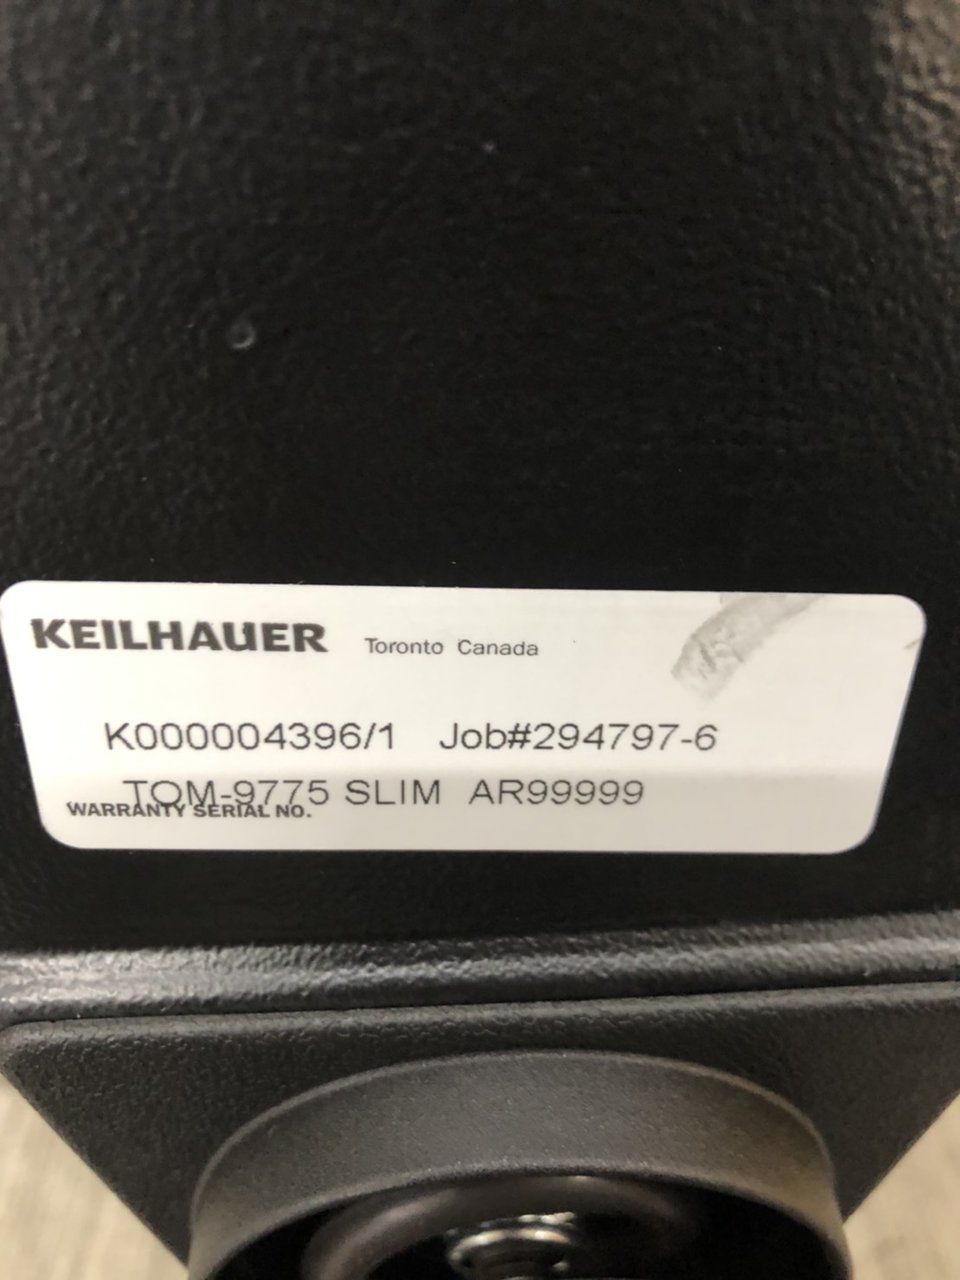 KEILHAUER Toronto Canada
K000004396/1 Job#294797-6
TOM-9775 SLIM AR99999
WARRANTY SERIAL NO.